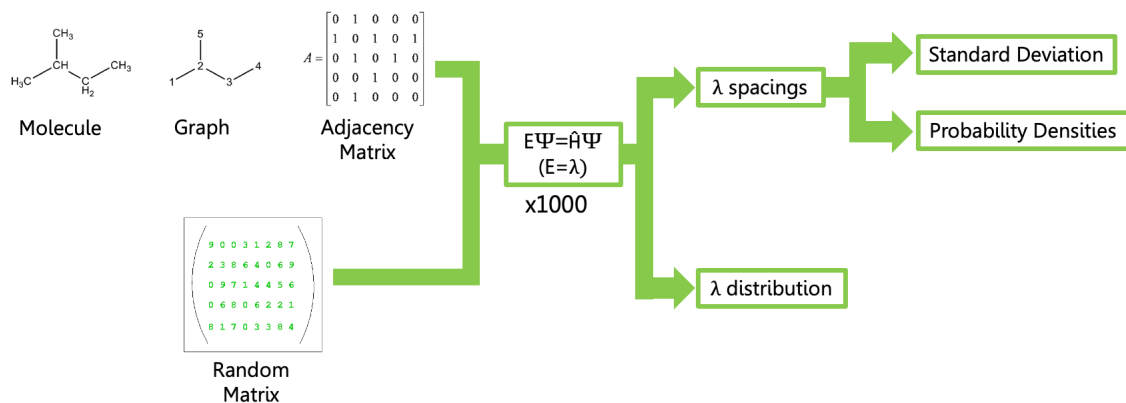 CH₃
CH
H₃C
C
H₂
CH₃
Molecule
5
2
1
3
4
Graph
A =
0 1 0 0 0
1 0 1 0 1
0 1 0 1 0
0 0 1 0 0
0 1 0 0 0
Adjacency
Matrix
9 0 0 3 1 2 8 7
2 3 8 6 4 0 6 9
0 9 7 1 4 4 5 6
0 6 8 0 6 2 2 1
8 1 7 0 3 3 8 4
Random
Matrix
EΨ=ĤΨ
(E=λ)
x1000
λ spacings
Standard Deviation
Probability Densities
λ distribution